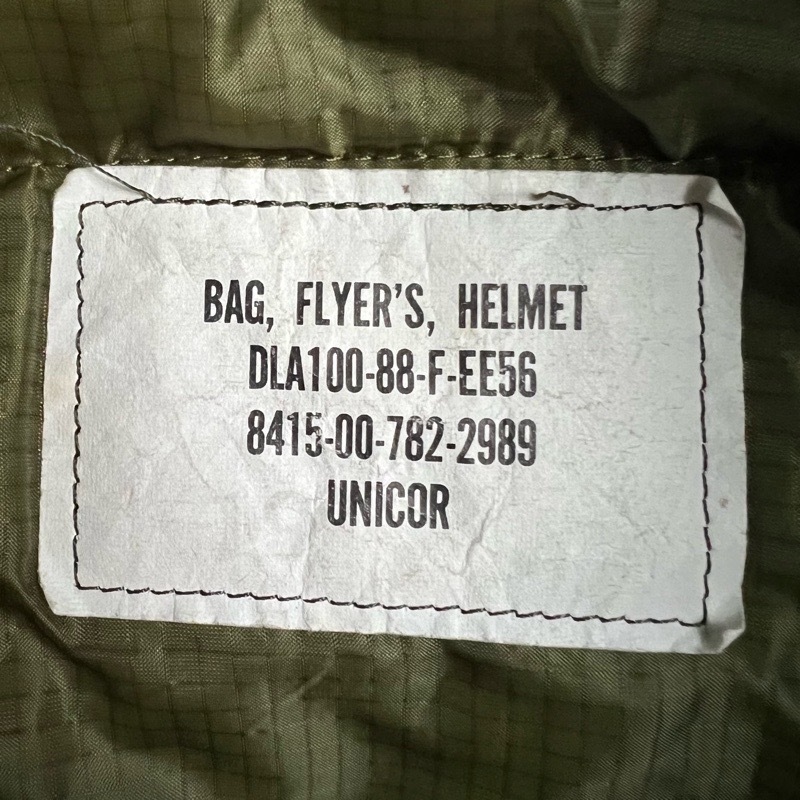 BAG, FLYER'S, HELMET
DLA100-88-F-EE56
8415-00-782-2989
UNICOR